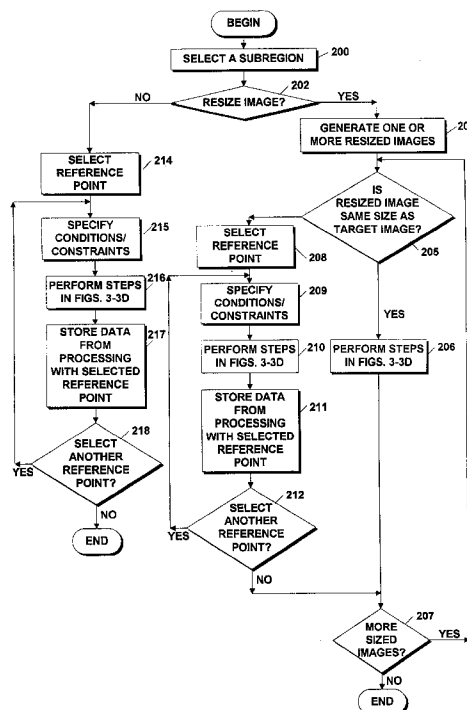 BEGIN
SELECT A SUBREGION
200
202
RESIZE IMAGE?
NO
YES
GENERATE ONE OR
MORE RESIZED IMAGES
SELECT
REFERENCE
POINT
214
IS
RESIZED IMAGE
SAME SIZE AS
TARGET IMAGE?
205
SPECIFY
CONDITIONS/
CONSTRAINTS
215
SELECT
REFERENCE
POINT
208
SPECIFY
CONDITIONS/
CONSTRAINTS
209
YES
PERFORM STEPS
IN FIGS. 3-3D
216
PERFORM STEPS
IN FIGS. 3-3D
210
PERFORM STEPS
IN FIGS. 3-3D
206
STORE DATA
FROM
PROCESSING
WITH SELECTED
REFERENCE
POINT
217
STORE DATA
FROM
PROCESSING
WITH SELECTED
REFERENCE
POINT
211
218
SELECT
ANOTHER
REFERENCE
POINT?
YES
NO
END
212
SELECT
ANOTHER
REFERENCE
POINT?
YES
NO
207
MORE
SIZED
IMAGES?
YES
NO
END